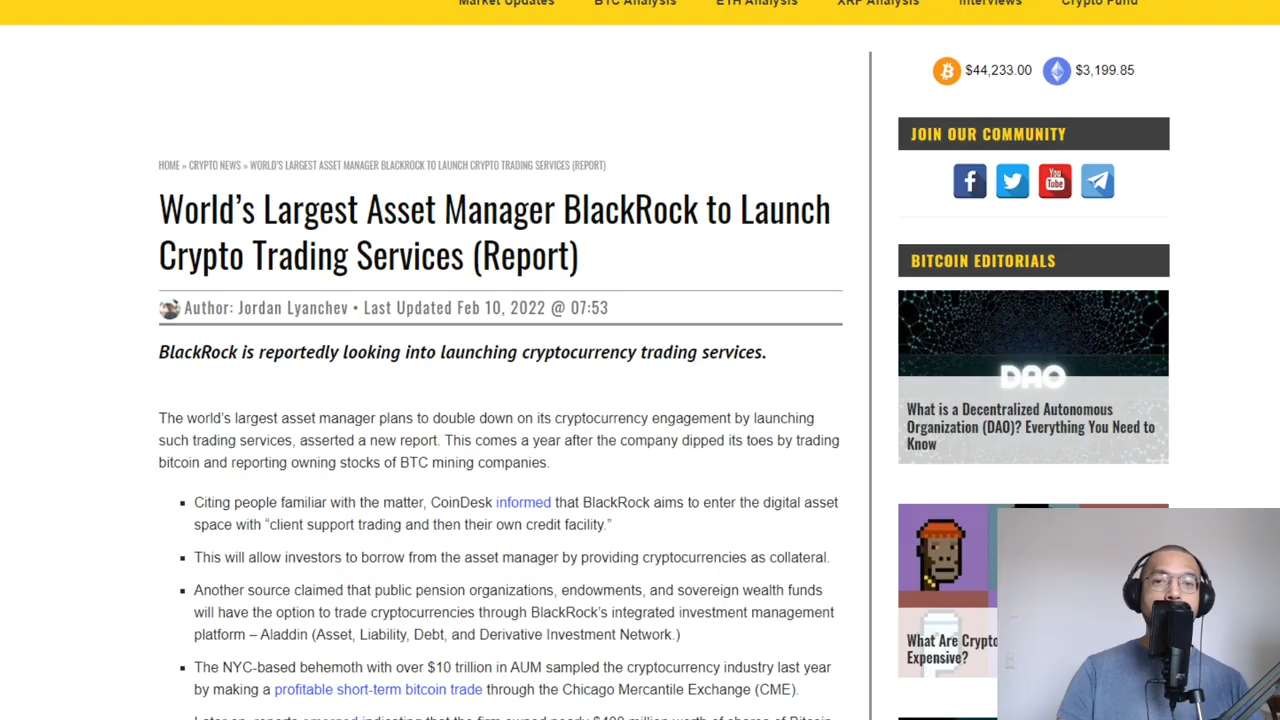 Market Updates BTC Analysis ETH Analysis XRP Analysis Interviews Crypto Fund
$44,233.00 $3,199.85
JOIN OUR COMMUNITY
You
Tube
HOME » CRYPTO NEWS » WORLD'S LARGEST ASSET MANAGER BLACKROCK TO LAUNCH CRYPTO TRADING SERVICES (REPORT)
World's Largest Asset Manager BlackRock to Launch
Crypto Trading Services (Report)
Author: Jordan Lyanchev • Last Updated Feb 10, 2022 @ 07:53
BlackRock is reportedly looking into launching cryptocurrency trading services.
The world's largest asset manager plans to double down on its cryptocurrency engagement by launching
such trading services, asserted a new report. This comes a year after the company dipped its toes by trading
bitcoin and reporting owning stocks of BTC mining companies.
▪ Citing people familiar with the matter, CoinDesk informed that BlackRock aims to enter the digital asset
space with “client support trading and then their own credit facility.”
▪ This will allow investors to borrow from the asset manager by providing cryptocurrencies as collateral.
▪ Another source claimed that public pension organizations, endowments, and sovereign wealth funds
will have the option to trade cryptocurrencies through BlackRock's integrated investment management
platform – Aladdin (Asset, Liability, Debt, and Derivative Investment Network.)
▪ The NYC-based behemoth with over $10 trillion in AUM sampled the cryptocurrency industry last year
by making a profitable short-term bitcoin trade through the Chicago Mercantile Exchange (CME).
BITCOIN EDITORIALS
DAO
What is a Decentralized Autonomous
Organization (DAO)? Everything You Need to
Know
What Are Crypto
Expensive?